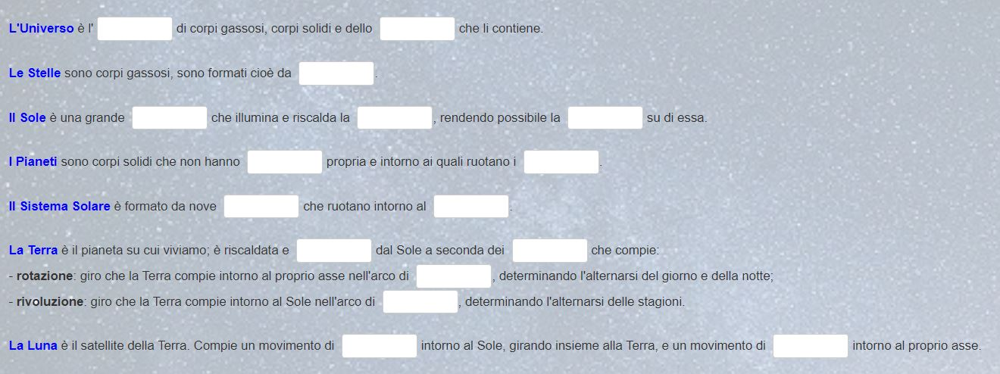 L'Universo è l' di corpi gassosi, corpi solidi e dello che li contiene.
Le Stelle sono corpi gassosi, sono formati cioè da .
Il Sole è una grande che illumina e riscalda la , rendendo possibile la su di essa.
I Pianeti sono corpi solidi che non hanno propria e intorno ai quali ruotano i .
Il Sistema Solare è formato da nove che ruotano intorno al .
La Terra è il pianeta su cui viviamo; è riscaldata e dal Sole a seconda dei che compie:
- rotazione: giro che la Terra compie intorno al proprio asse nell'arco di , determinando l'alternarsi del giorno e della notte;
- rivoluzione: giro che la Terra compie intorno al Sole nell'arco di , determinando l'alternarsi delle stagioni.
La Luna è il satellite della Terra. Compie un movimento di intorno al Sole, girando insieme alla Terra, e un movimento di intorno al proprio asse.